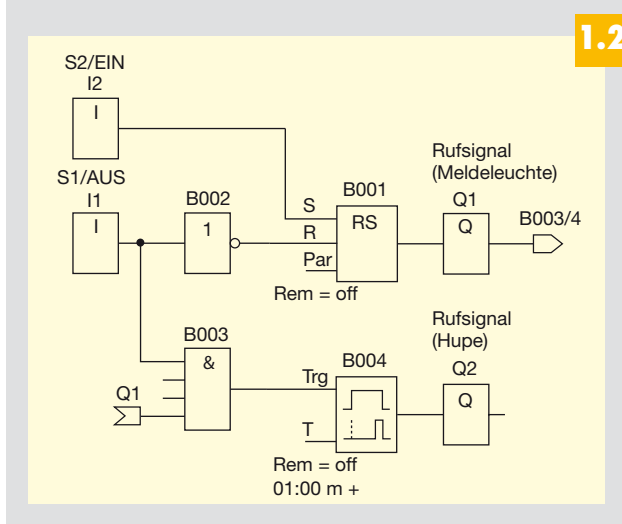 1.2
S2/EIN
I2
I
S1/AUS
I1
I
B002
1
B001
S
R
Par
RS
Rem = off
Rufsignal
(Meldeleuchte)
Q1
Q
B003/4
B003
&
Q1
B004
Trg
T
Rem = off
01:00 m +
Rufsignal
(Hupe)
Q2
Q